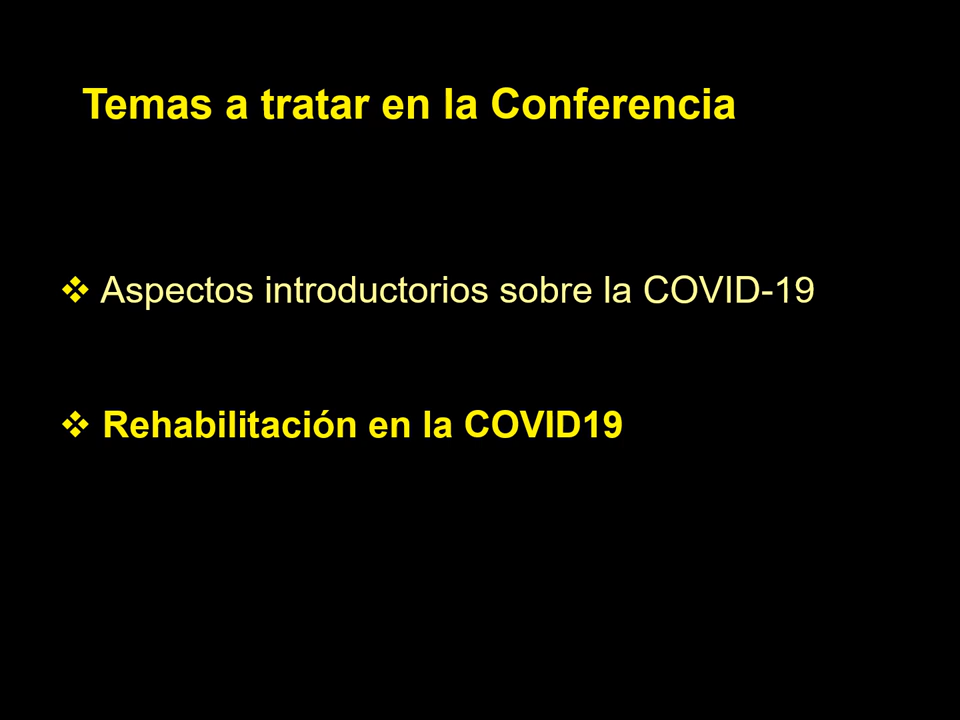 Temas a tratar en la Conferencia
❖ Aspectos introductorios sobre la COVID-19
❖ Rehabilitación en la COVID19